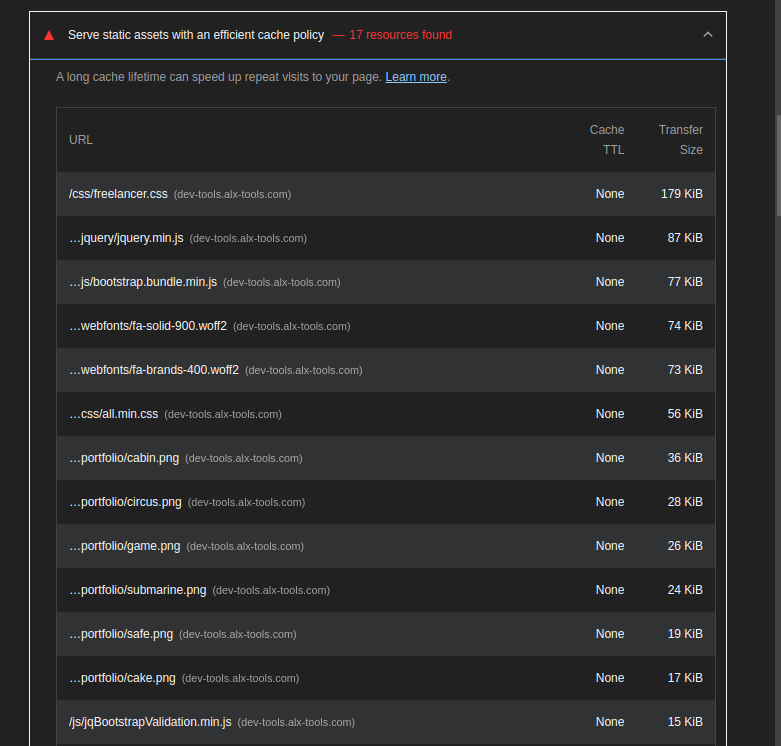 Serve static assets with an efficient cache policy — 17 resources found
A long cache lifetime can speed up repeat visits to your page. Learn more.
URL Cache TTL Transfer Size
/css/freelancer.css (dev-tools.alx-tools.com) None 179 KiB
…jquery/jquery.min.js (dev-tools.alx-tools.com) None 87 KiB
…js/bootstrap.bundle.min.js (dev-tools.alx-tools.com) None 77 KiB
…webfonts/fa-solid-900.woff2 (dev-tools.alx-tools.com) None 74 KiB
…webfonts/fa-brands-400.woff2 (dev-tools.alx-tools.com) None 73 KiB
…css/all.min.css (dev-tools.alx-tools.com) None 56 KiB
…portfolio/cabin.png (dev-tools.alx-tools.com) None 36 KiB
…portfolio/circus.png (dev-tools.alx-tools.com) None 28 KiB
…portfolio/game.png (dev-tools.alx-tools.com) None 26 KiB
…portfolio/submarine.png (dev-tools.alx-tools.com) None 24 KiB
…portfolio/safe.png (dev-tools.alx-tools.com) None 19 KiB
…portfolio/cake.png (dev-tools.alx-tools.com) None 17 KiB
/js/jqBootstrapValidation.min.js (dev-tools.alx-tools.com) None 15 KiB